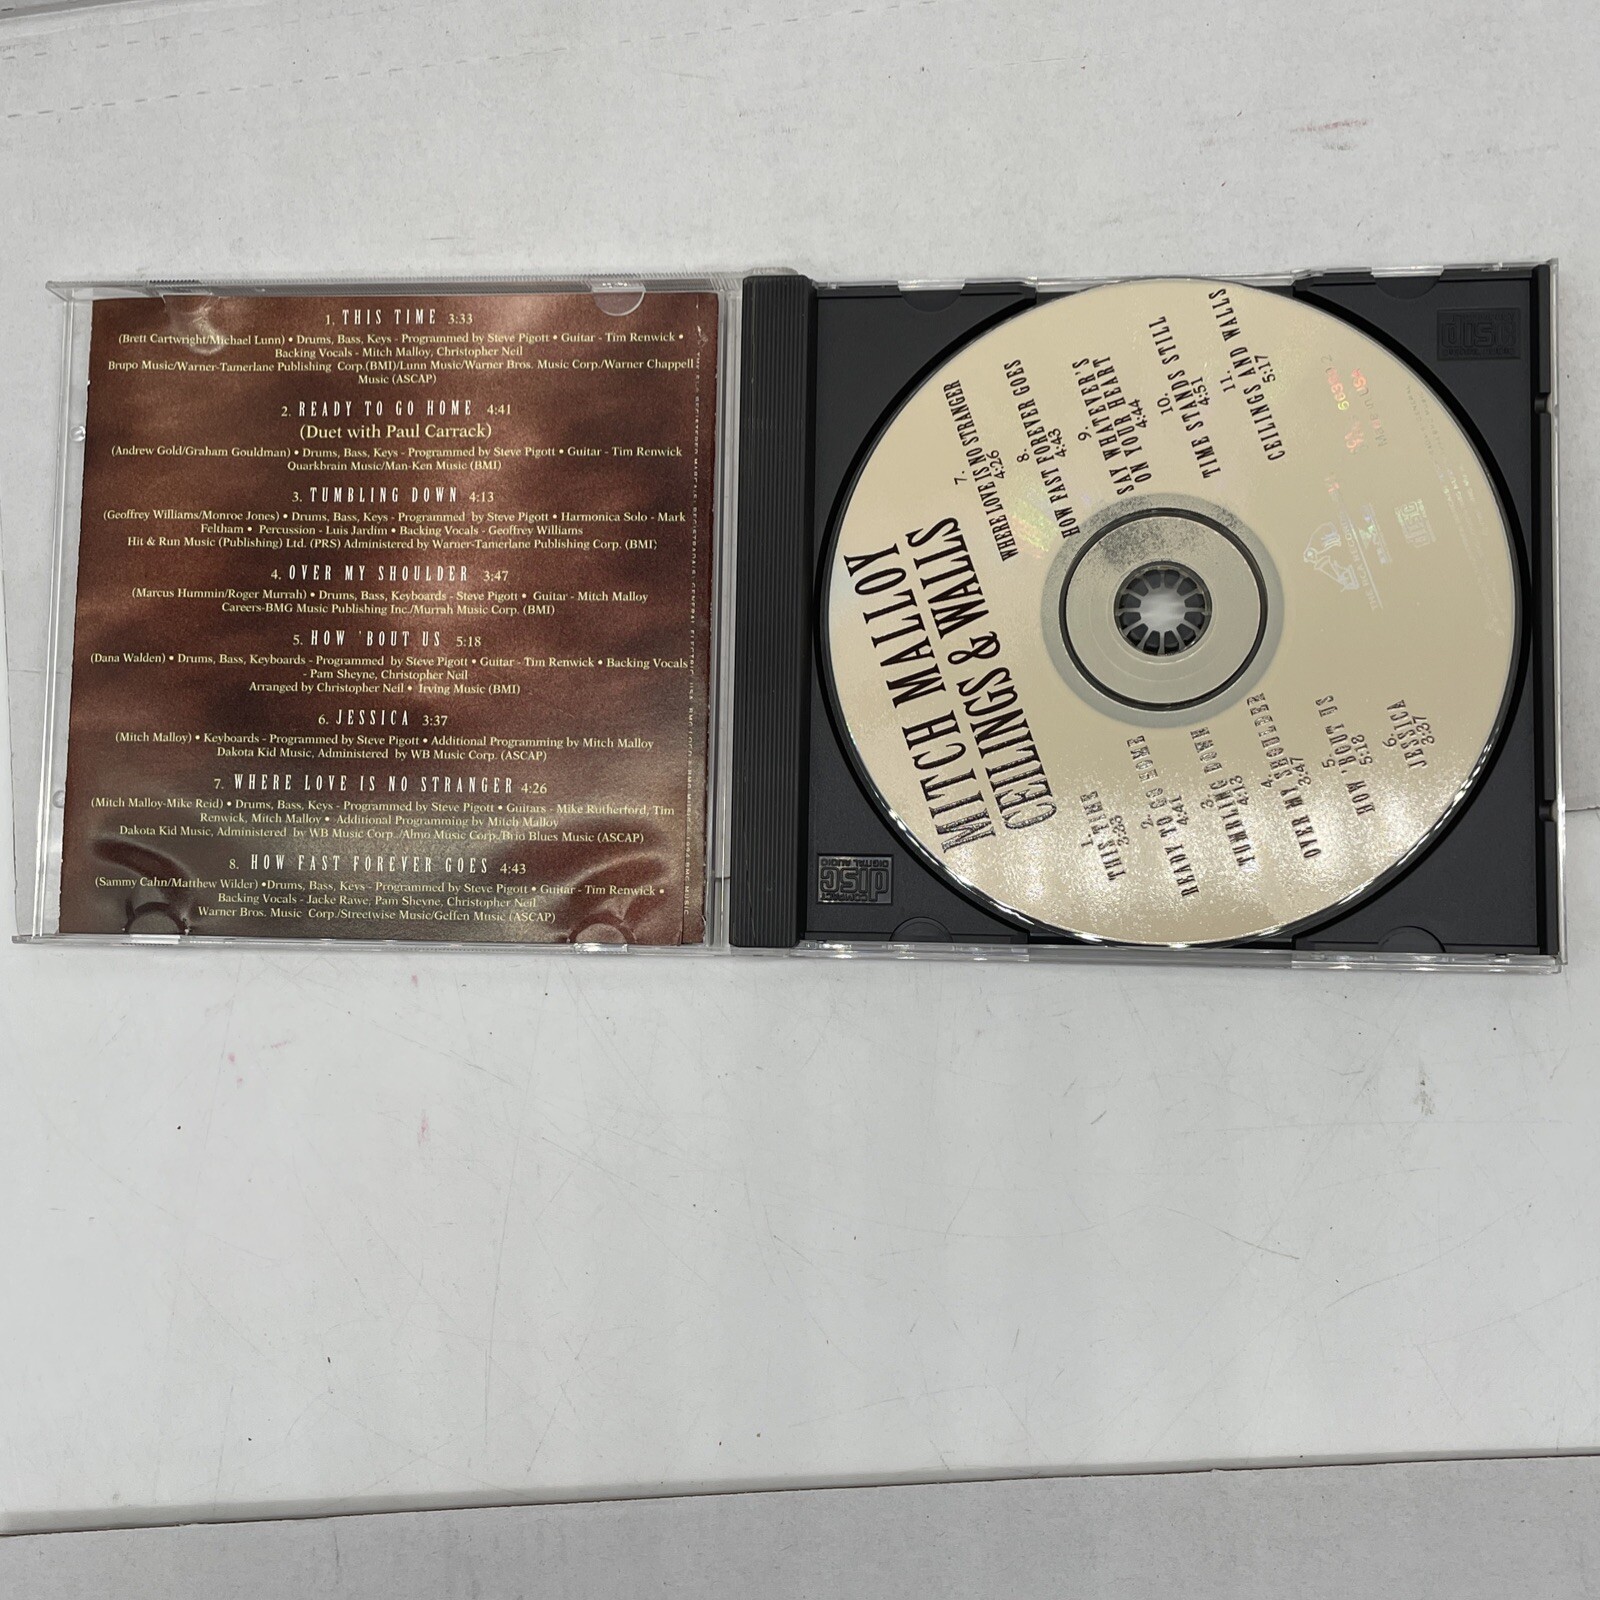 1. THIS TIME 3:33
(Brett Cartwright/Michael Lunn) • Drums, Bass, Keys - Programmed by Steve Pigott • Guitar - Tim Renwick •
Backing Vocals - Mitch Malloy, Christopher Neil
Brupo Music/Warner-Tamerlane Publishing Corp.(BMI)/Lunn Music/Warner Bros. Music Corp./Warner Chappell
Music (ASCAP)
2. READY TO GO HOME 4:41
(Duet with Paul Carrack)
(Andrew Gold/Graham Gouldman) • Drums, Bass, Keys - Programmed by Steve Pigott • Guitar - Tim Renwick
Quarkbrain Music/Man-Ken Music (BMI)
3. TUMBLING DOWN 4:13
(Geoffrey Williams/Monroe Jones) • Drums, Bass, Keys - Programmed by Steve Pigott • Harmonica Solo - Mark
Feltham • Percussion - Luis Jardim • Backing Vocals - Geoffrey Williams
Hit & Run Music (Publishing) Ltd. (PRS) Administered by Warner-Tamerlane Publishing Corp. (BMI)
4. OVER MY SHOULDER 3:47
(Marcus Hummin/Roger Murrah) • Drums, Bass, Keyboards - Steve Pigott • Guitar - Mitch Malloy
Careers-BMG Music Publishing Inc./Murrah Music Corp. (BMI)
5. HOW 'BOUT US 5:18
(Dana Walden) • Drums, Bass, Keyboards - Programmed by Steve Pigott • Guitar - Tim Renwick • Backing Vocals
- Pam Sheyne, Christopher Neil
Arranged by Christopher Neil • Irving Music (BMI)
6. JESSICA 3:37
(Mitch Malloy) • Keyboards - Programmed by Steve Pigott • Additional Programming by Mitch Malloy
Dakota Kid Music, Administered by WB Music Corp. (ASCAP)
7. WHERE LOVE IS NO STRANGER 4:26
(Mitch Malloy-Mike Reid) • Drums, Bass, Keys - Programmed by Steve Pigott • Guitars - Mike Rutherford, Tim
Renwick, Mitch Malloy • Additional Programming by Mitch Malloy
Dakota Kid Music, Administered by WB Music Corp./Almo Music Corp./Brio Blues Music (ASCAP)
8. HOW FAST FOREVER GOES 4:43
(Sammy Cahn/Matthew Wilder) •Drums, Bass, Keys - Programmed by Steve Pigott • Guitar - Tim Renwick •
Backing Vocals - Jacke Rawe, Pam Sheyne, Christopher Neil
Warner Bros. Music Corp./Streetwise Music/Geffen Music (ASCAP)
MITCH MALLOY
CEILINGS & WALLS
1.
THIS TIME
3:33
2.
READY TO GO HOME
4:41
3.
TUMBLING DOWN
4:13
4.
OVER MY SHOULDER
3:47
5.
HOW 'BOUT US
5:18
6.
JESSICA
3:37
7.
WHERE LOVE IS NO STRANGER
4:26
8.
HOW FAST FOREVER GOES
4:43
9.
SAY WHATEVER'S
ON YOUR HEART
4:44
10.
TIME STANDS STILL
4:51
11.
CEILINGS AND WALLS
5:17
BMG
COMPACT
disc
DIGITAL AUDIO